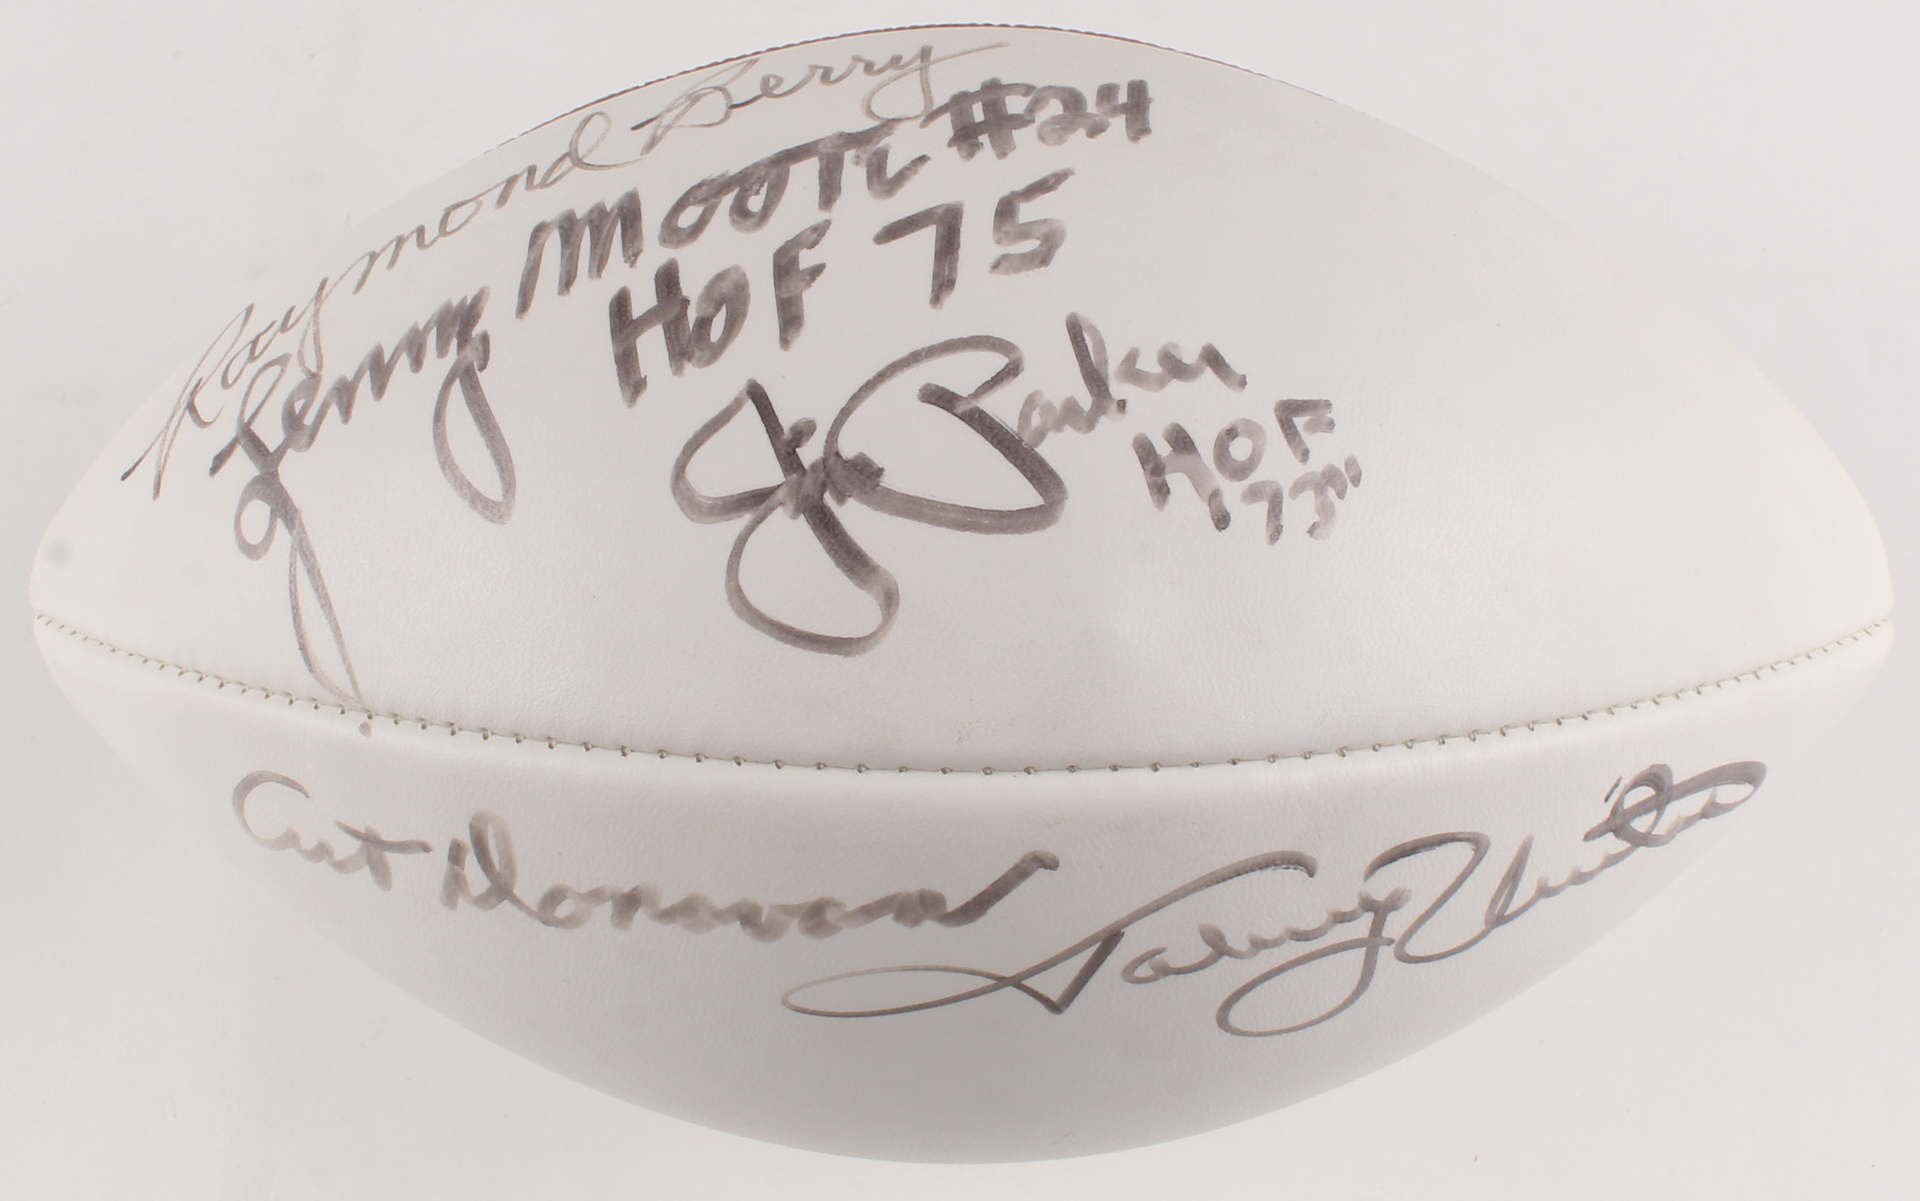 Raymond Berry
Lenny Moore #24
HOF 75
Jim Parker
HOF
'73"
Art Donovan
Johnny Unitas